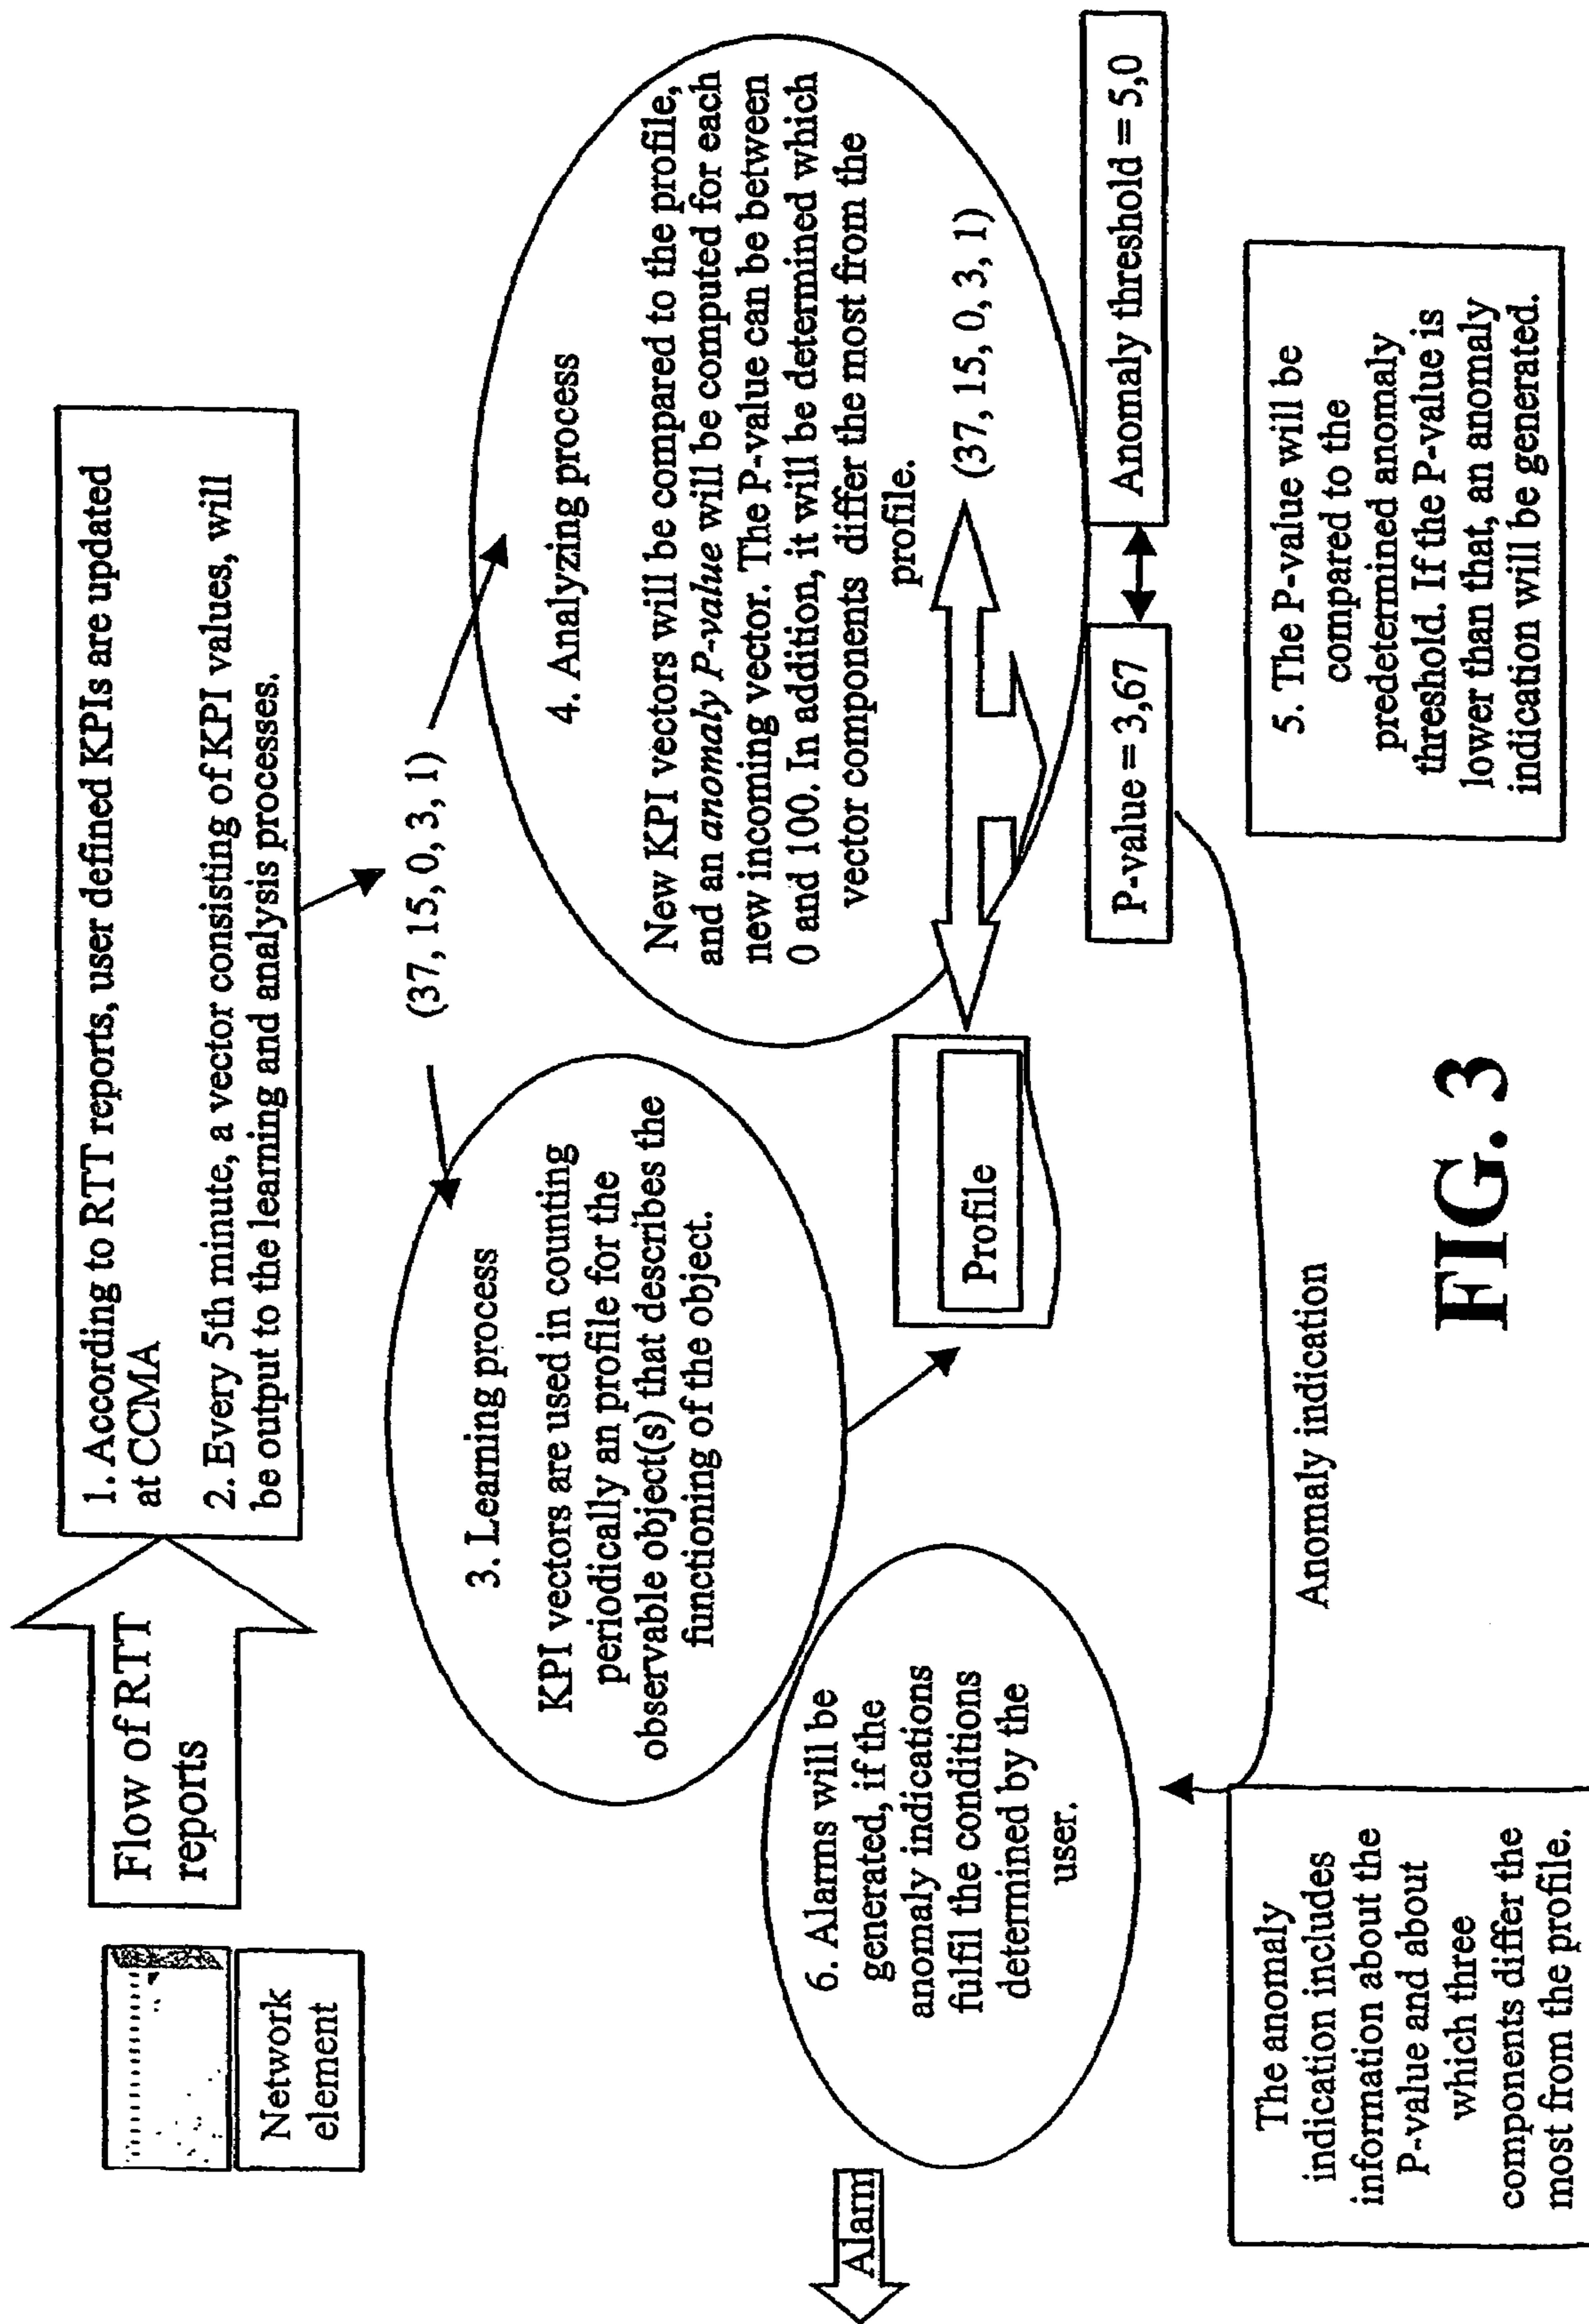 Flow of RTT
reports
Network
element
1. According to RTT reports, user defined KPIs are updated
at CCMA
2. Every 5th minute, a vector consisting of KPI values, will
be output to the learning and analysis processes.
(37, 15, 0, 3, 1)
3. Learning process
KPI vectors are used in counting
periodically an profile for the
observable object(s) that describes the
functioning of the object.
4. Analyzing process
New KPI vectors will be compared to the profile,
and an anomaly P-value will be computed for each
new incoming vector. The P-value can be between
0 and 100. In addition, it will be determined which
vector components differ the most from the
profile.
(37, 15, 0, 3, 1)
Profile
P-value = 3,67
Anomaly threshold = 5,0
5. The P-value will be
compared to the
predetermined anomaly
threshold. If the P-value is
lower than that, an anomaly
indication will be generated.
Anomaly indication
6. Alarms will be
generated, if the
anomaly indications
fulfil the conditions
determined by the
user.
Alarm
The anomaly
indication includes
information about the
P-value and about
which three
components differ the
most from the profile.
FIG. 3